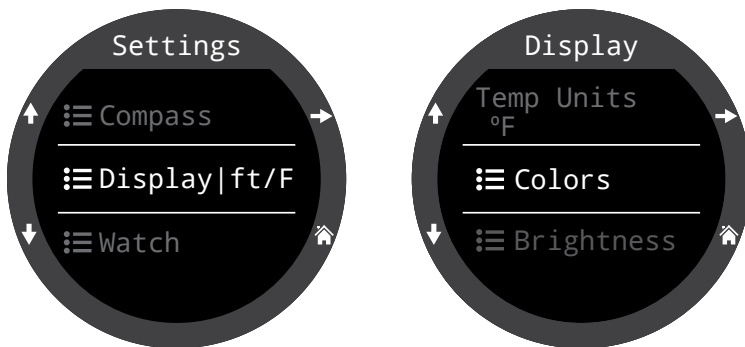 Settings
Compass
Display|ft/F
Watch
Display
Temp Units
ºF
Colors
Brightness